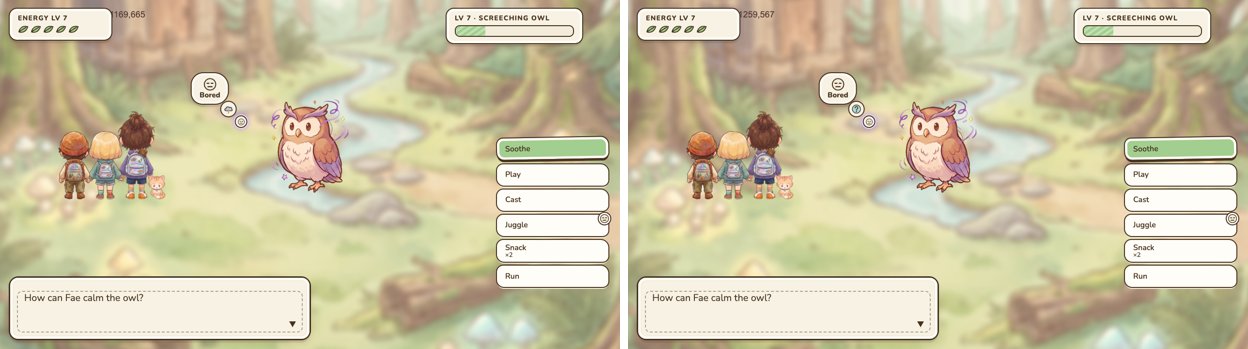 ENERGY LV 7
169,665
LV 7 · SCREECHING OWL
Bored
Soothe
Play
Cast
Juggle
Snack
×2
Run
How can Fae calm the owl?
ENERGY LV 7
259,567
LV 7 · SCREECHING OWL
Bored
?
Soothe
Play
Cast
Juggle
Snack
×2
Run
How can Fae calm the owl?